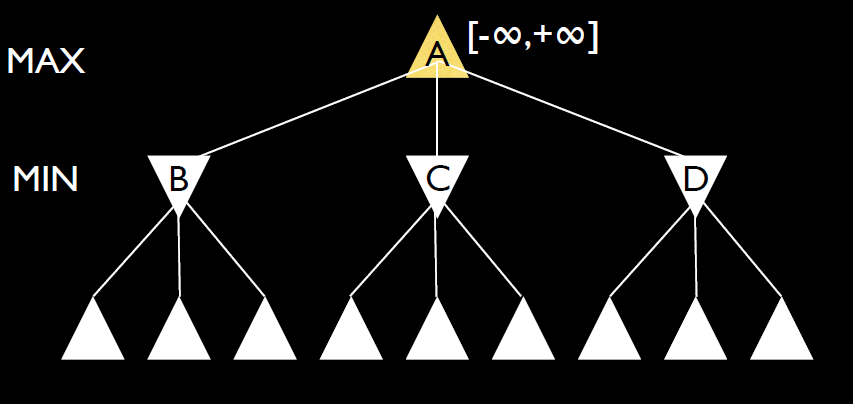 A [-∞,+∞]
MAX
MIN B C D